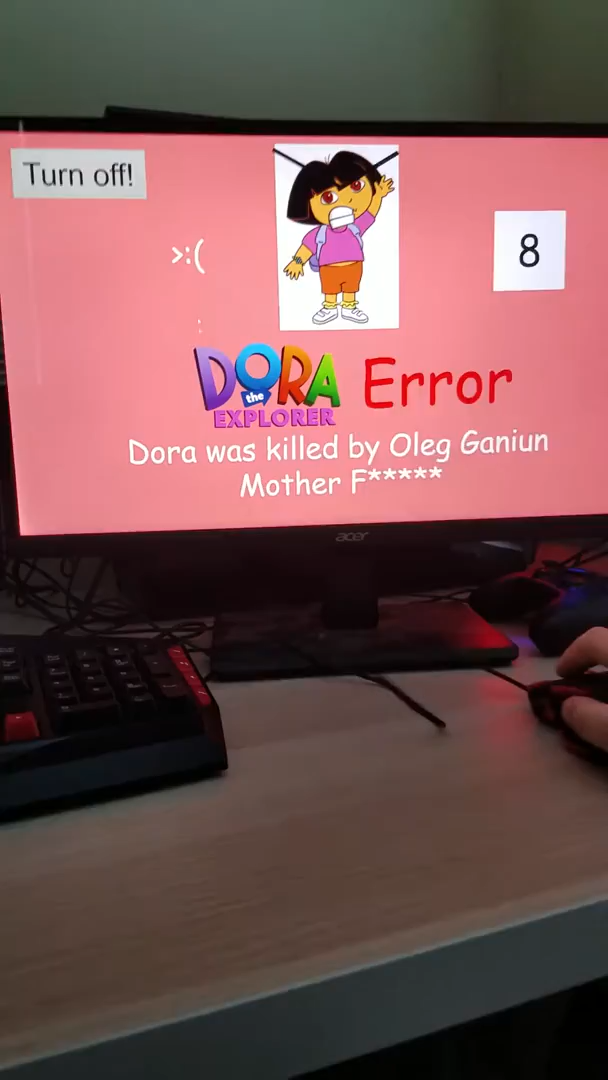 Turn off!
>:(
8
DORA
the
EXPLORER
Error
Dora was killed by Oleg Ganiun
Mother F*****
acer